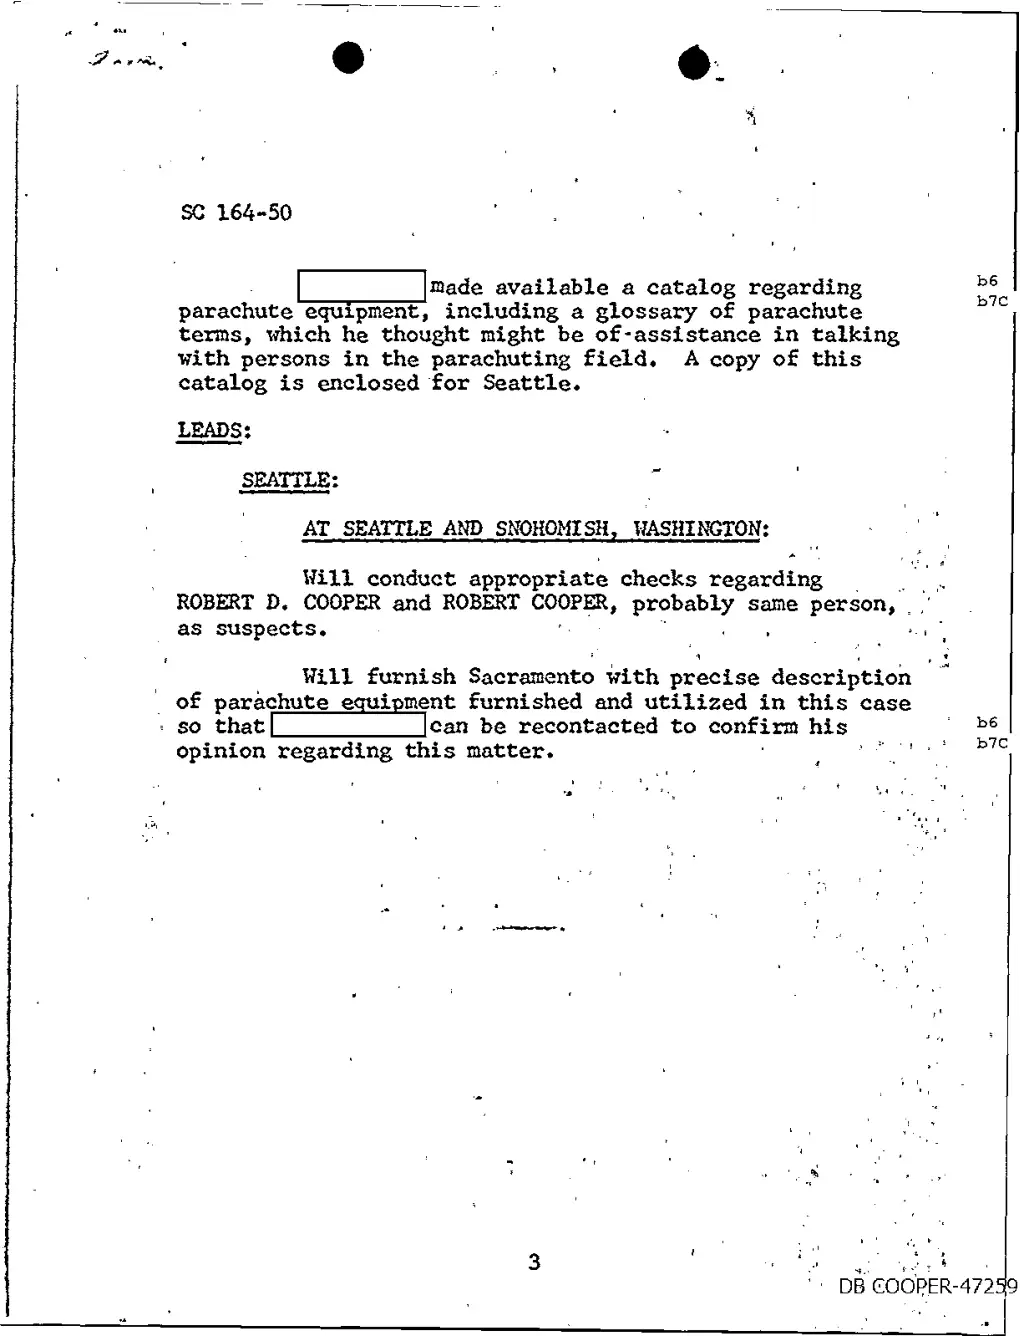 SC 164-50
made available a catalog regarding
b6
b7C
parachute equipment, including a glossary of parachute
terms, which he thought might be of-assistance in talking
with persons in the parachuting field. A copy of this
catalog is enclosed for Seattle.
LEADS:
SEATTLE:
AT SEATTLE AND SNOHOMISH, WASHINGTON:
Will conduct appropriate checks regarding
ROBERT D. COOPER and ROBERT COOPER, probably same person,
as suspects.
Will furnish Sacramento with precise description
of parachute equipment furnished and utilized in this case
so that can be recontacted to confirm his
b6
b7C
opinion regarding this matter.
3
DB COOPER-47259